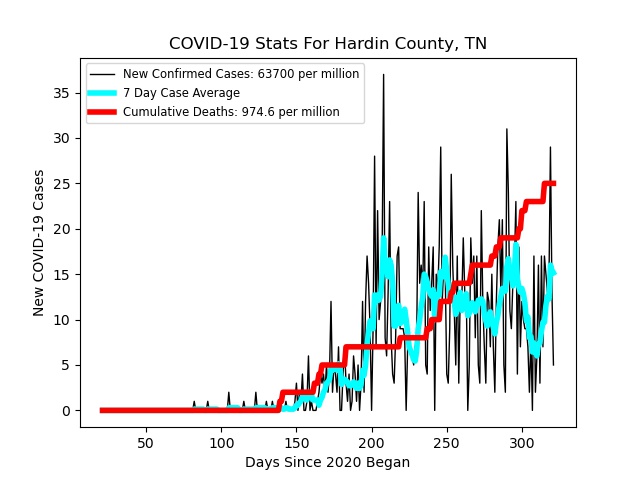 COVID-19 Stats For Hardin County, TN
New Confirmed Cases: 63700 per million
7 Day Case Average
Cumulative Deaths: 974.6 per million
New COVID-19 Cases
35
30
25
20
15
10
5
0
50 100 150 200 250 300
Days Since 2020 Began